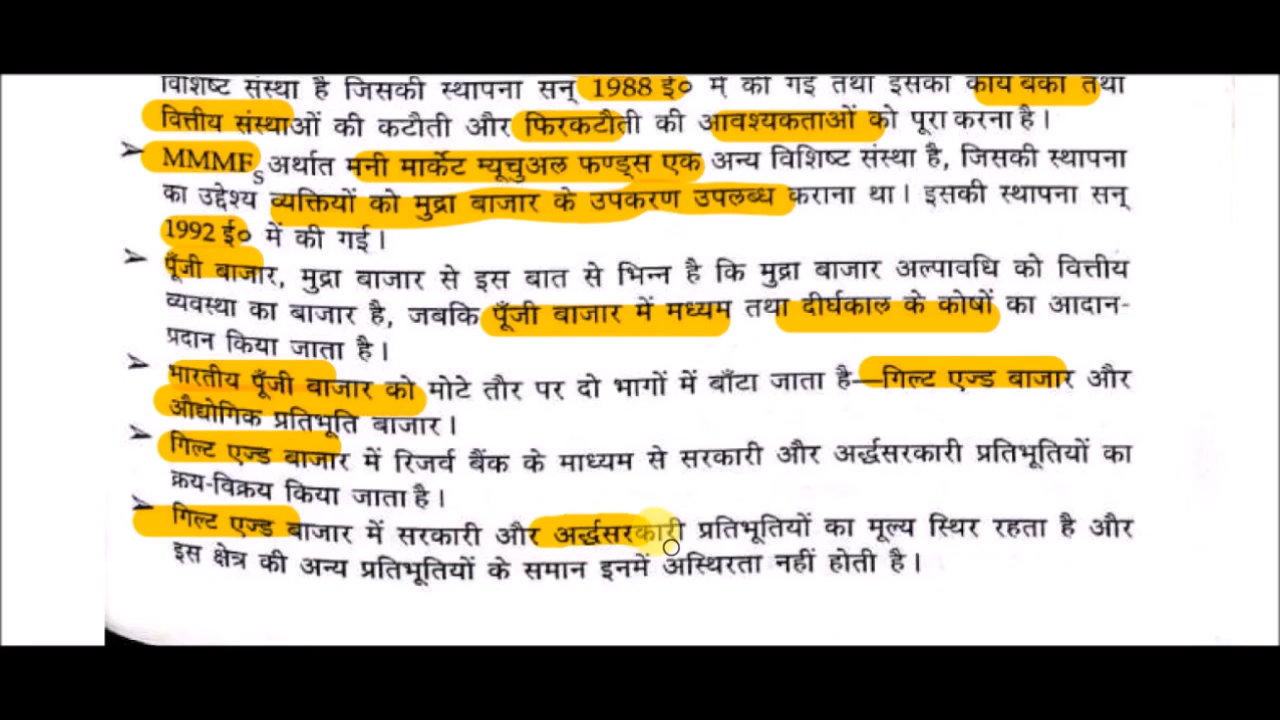 विशिष्ट संस्था है जिसकी स्थापना सन् 1988 ई० में की गई तथा इसका कार्य बैंकों तथा
वित्तीय संस्थाओं की कटौती और फिरकटौती की आवश्यकताओं को पूरा करना है।
➢ MMMFs अर्थात मनी मार्केट म्यूचुअल फण्ड्स एक अन्य विशिष्ट संस्था है, जिसकी स्थापना
का उद्देश्य व्यक्तियों को मुद्रा बाजार के उपकरण उपलब्ध कराना था। इसकी स्थापना सन्
1992 ई० में की गई।
➢ पूँजी बाजार, मुद्रा बाजार से इस बात से भिन्न है कि मुद्रा बाजार अल्पावधि को वित्तीय
व्यवस्था का बाजार है, जबकि पूँजी बाजार में मध्यम तथा दीर्घकाल के कोषों का आदान-
प्रदान किया जाता है।
➢ भारतीय पूँजी बाजार को मोटे तौर पर दो भागों में बाँटा जाता है—गिल्ट एज्ड बाजार और
औद्योगिक प्रतिभूति बाजार।
➢ गिल्ट एज्ड बाजार में रिजर्व बैंक के माध्यम से सरकारी और अर्द्धसरकारी प्रतिभूतियों का
क्रय-विक्रय किया जाता है।
➢ गिल्ट एज्ड बाजार में सरकारी और अर्द्धसरकारी प्रतिभूतियों का मूल्य स्थिर रहता है और
इस क्षेत्र की अन्य प्रतिभूतियों के समान इनमें अस्थिरता नहीं होती है।